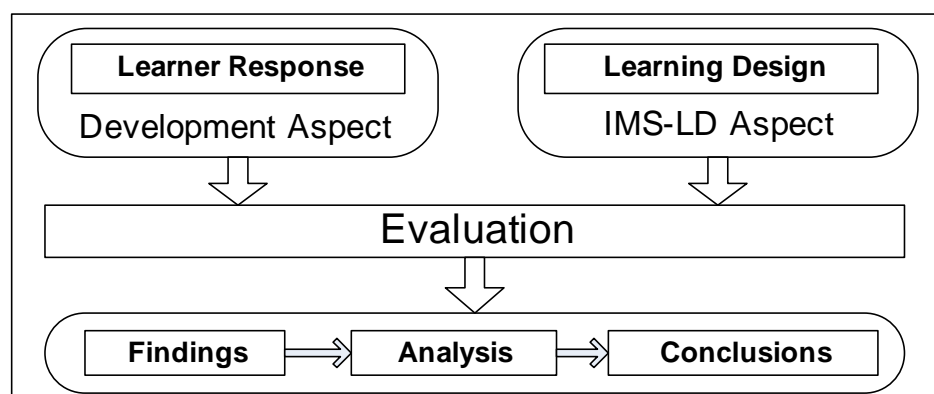 Learner Response
Development Aspect
Learning Design
IMS-LD Aspect
Evaluation
Findings
Analysis
Conclusions